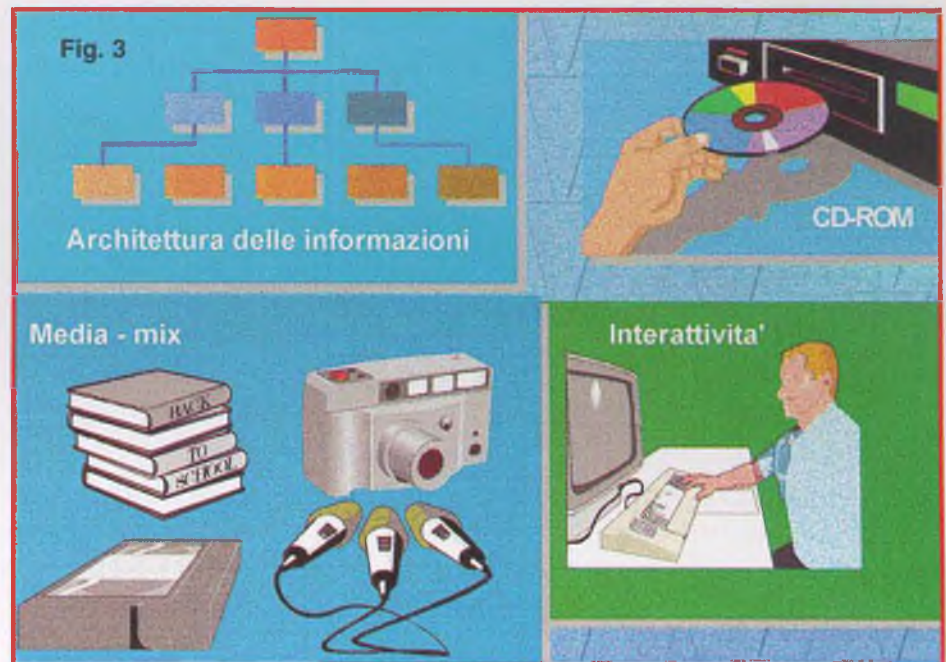 Fig. 3
Architettura delle informazioni
CD-ROM
Media - mix
BACK
TO
SCHOOL
Interattivita'